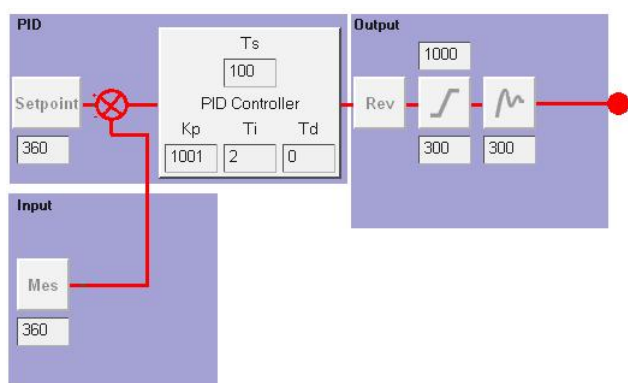 PID
Ts
100
PID Controller
Kp Ti Td
1001 2 0
Setpoint
360
Output
1000
Rev
300 300
Input
Mes
360